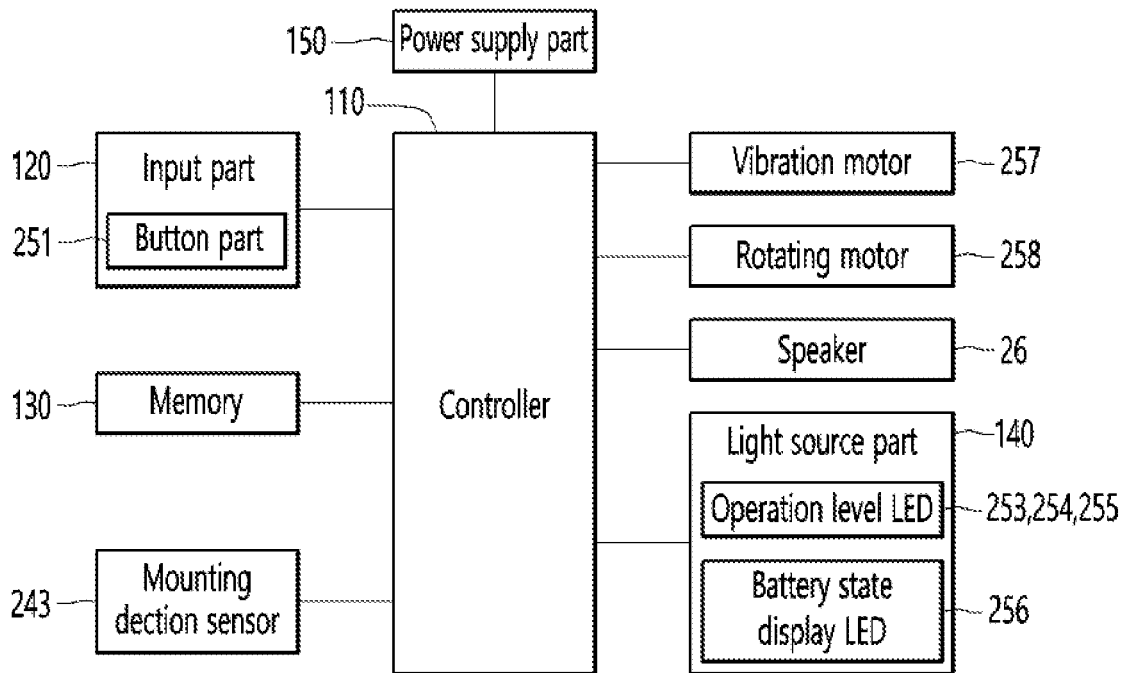 150
Power supply part
110
120
Input part
251
Button part
130
Memory
243
Mounting
dection sensor
Controller
Vibration motor
257
Rotating motor
258
Speaker
26
Light source part
140
Operation level LED
253,254,255
Battery state
display LED
256